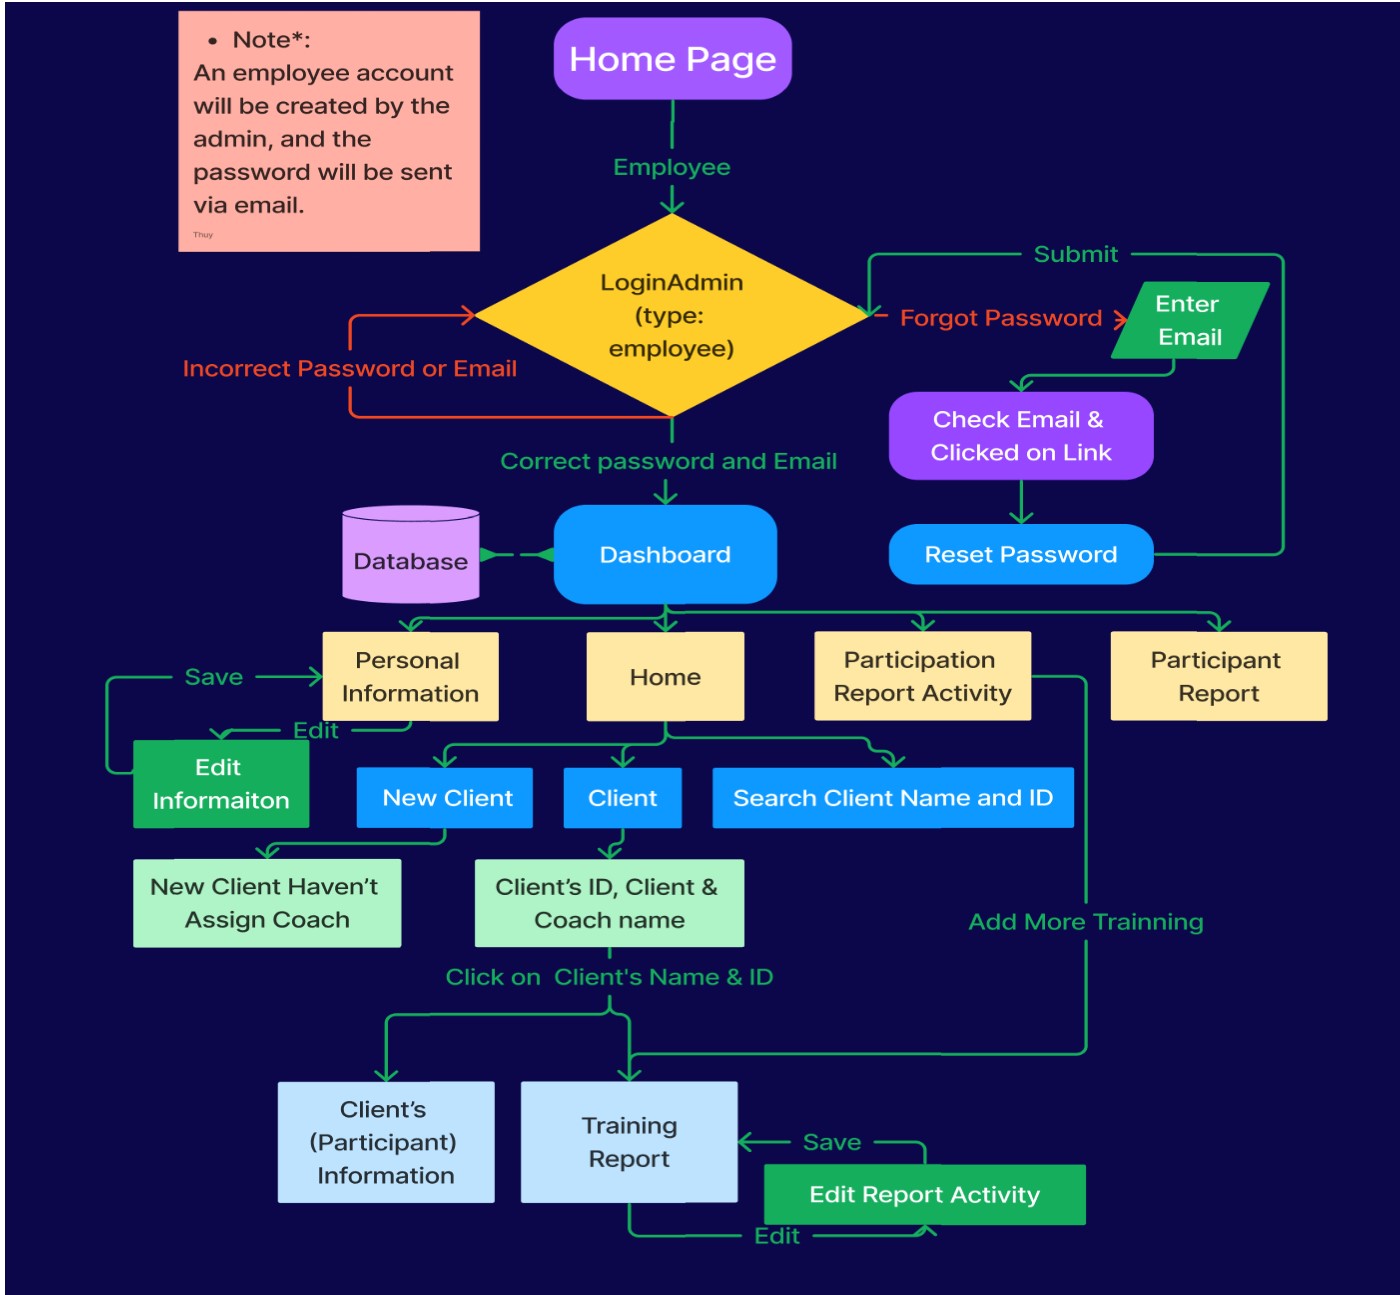 • Note*:
An employee account
will be created by the
admin, and the
password will be sent
via email.
Thuy
Home Page
Employee
LoginAdmin
(type:
employee)
Incorrect Password or Email
Submit
Forgot Password
Enter
Email
Check Email &
Clicked on Link
Reset Password
Correct password and Email
Database
Dashboard
Personal
Information
Home
Participation
Report Activity
Participant
Report
Save
Edit
Edit
Informaiton
New Client
Client
Search Client Name and ID
New Client Haven't
Assign Coach
Client's ID, Client &
Coach name
Add More Trainning
Click on Client's Name & ID
Client's
(Participant)
Information
Training
Report
Save
Edit Report Activity
Edit